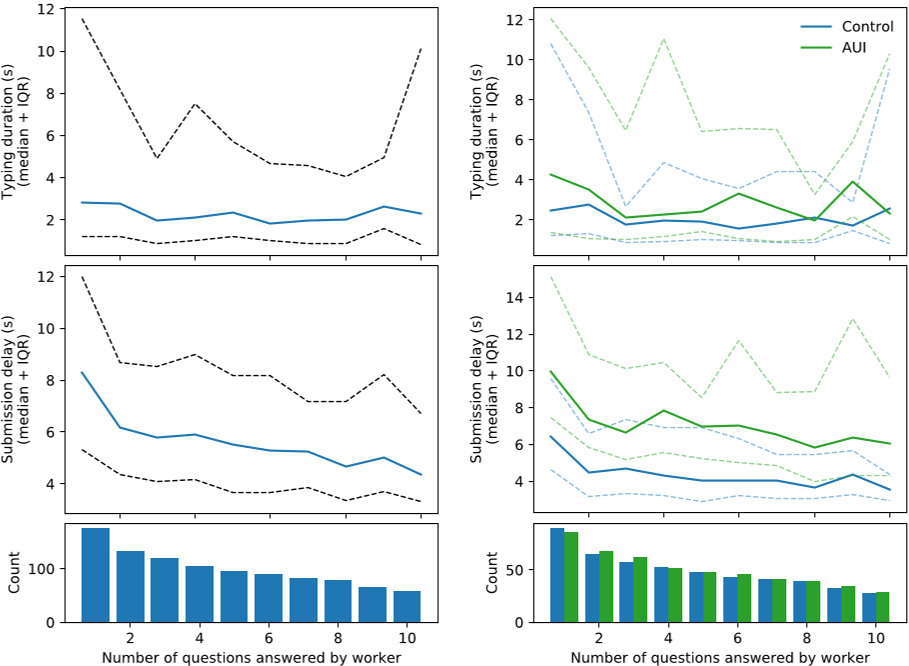 12
10
8
6
4
2
Typing duration (s)
(median + IQR)
12
10
8
6
4
2
Typing duration (s)
(median + IQR)
Control
AUI
12
10
8
6
4
Submission delay (s)
(median + IQR)
14
12
10
8
6
4
Submission delay (s)
(median + IQR)
100
0
Count
2
4
6
8
10
Number of questions answered by worker
50
0
Count
2
4
6
8
10
Number of questions answered by worker